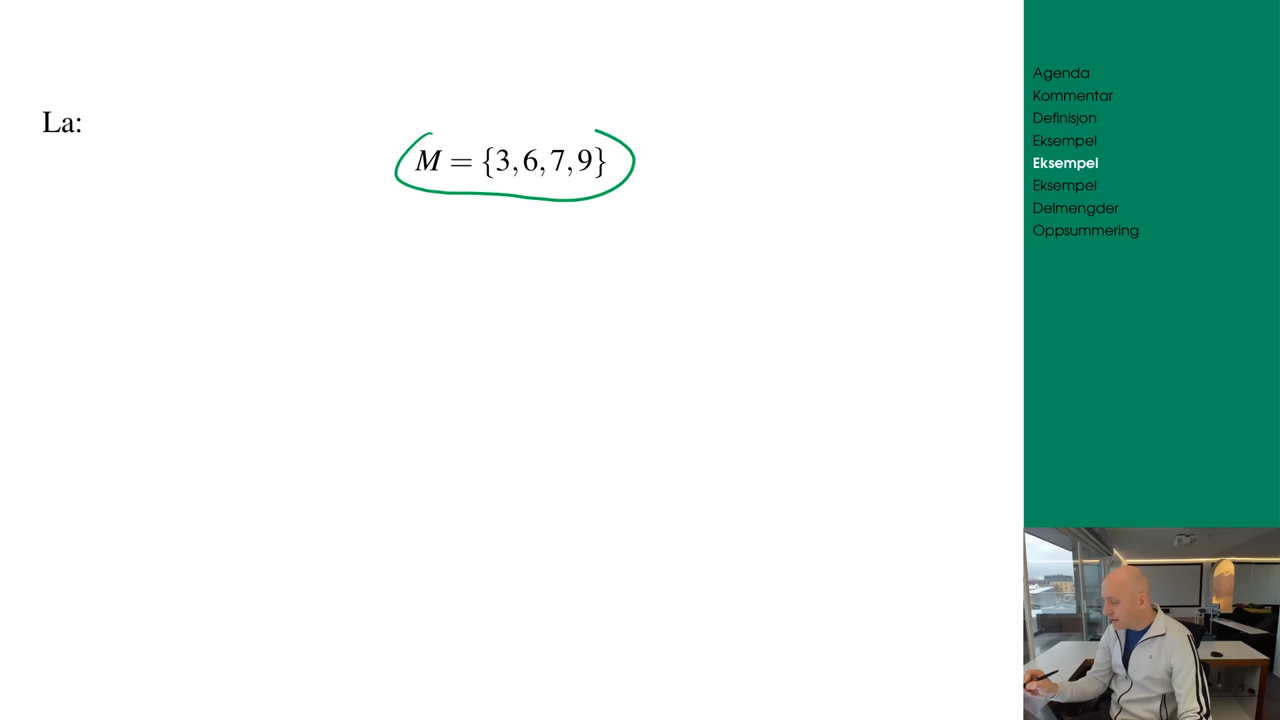 La:
M = {3,6,7,9}
Agenda
Kommentar
Definisjon
Eksempel
Eksempel
Eksempel
Delmengder
Oppsummering